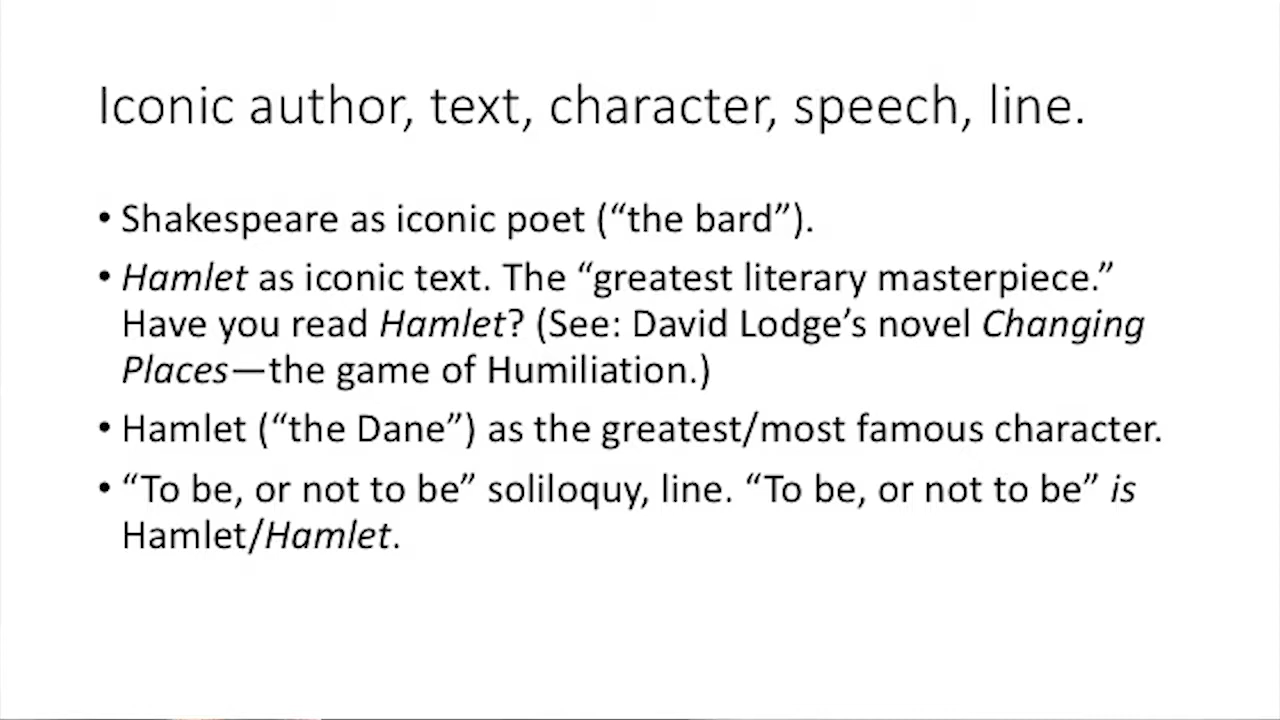 Iconic author, text, character, speech, line.
• Shakespeare as iconic poet (“the bard”).
• Hamlet as iconic text. The “greatest literary masterpiece.”
Have you read Hamlet? (See: David Lodge’s novel Changing
Places—the game of Humiliation.)
• Hamlet (“the Dane”) as the greatest/most famous character.
• “To be, or not to be” soliloquy, line. “To be, or not to be” is
Hamlet/Hamlet.